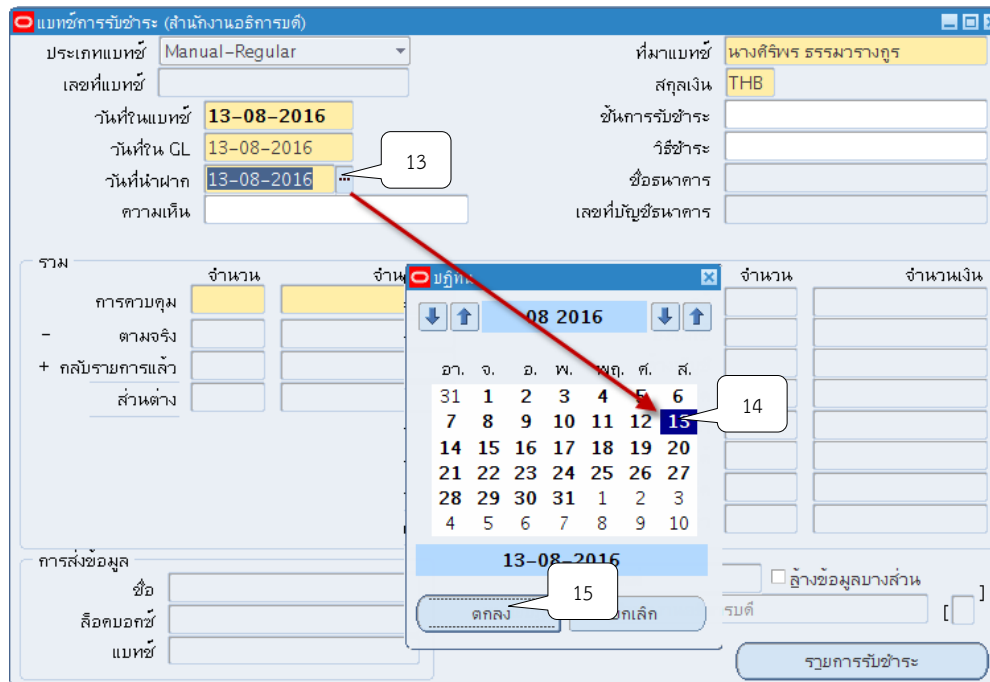 แบทช์การรับชำระ (สำนักงานอธิการบดี)
ประเภทแบทช์ Manual-Regular ที่มาแบทช์ นางศิริพร ธรรมวรางกูร
เลขที่แบทช์ สกุลเงิน THB
วันที่ในแบทช์ 13-08-2016 ชั้นการรับชำระ
วันที่ใน GL 13-08-2016 วิธีชำระ
13
วันที่นำฝาก 13-08-2016 ... ชื่อธนาคาร
ความเห็น เลขที่บัญชีธนาคาร
รวม
จำนวน จำนวน จำนวนเงิน
ปฏิทิน
การควบคุม
08 2016
- ตามจริง
+ กลับรายการแล้ว
อา. จ. อ. พ. พฤ. ศ. ส.
ส่วนต่าง
31 1 2 3 4 5 6
14
7 8 9 10 11 12 13
14 15 16 17 18 19 20
21 22 23 24 25 26 27
28 29 30 31 1 2 3
4 5 6 7 8 9 10
การส่งข้อมูล
13-08-2016
ล้างข้อมูลบางส่วน
ชื่อ
15
ตกลง
ล็อคบอกซ์
[ ]
แบทช์
รายการรับชำระ